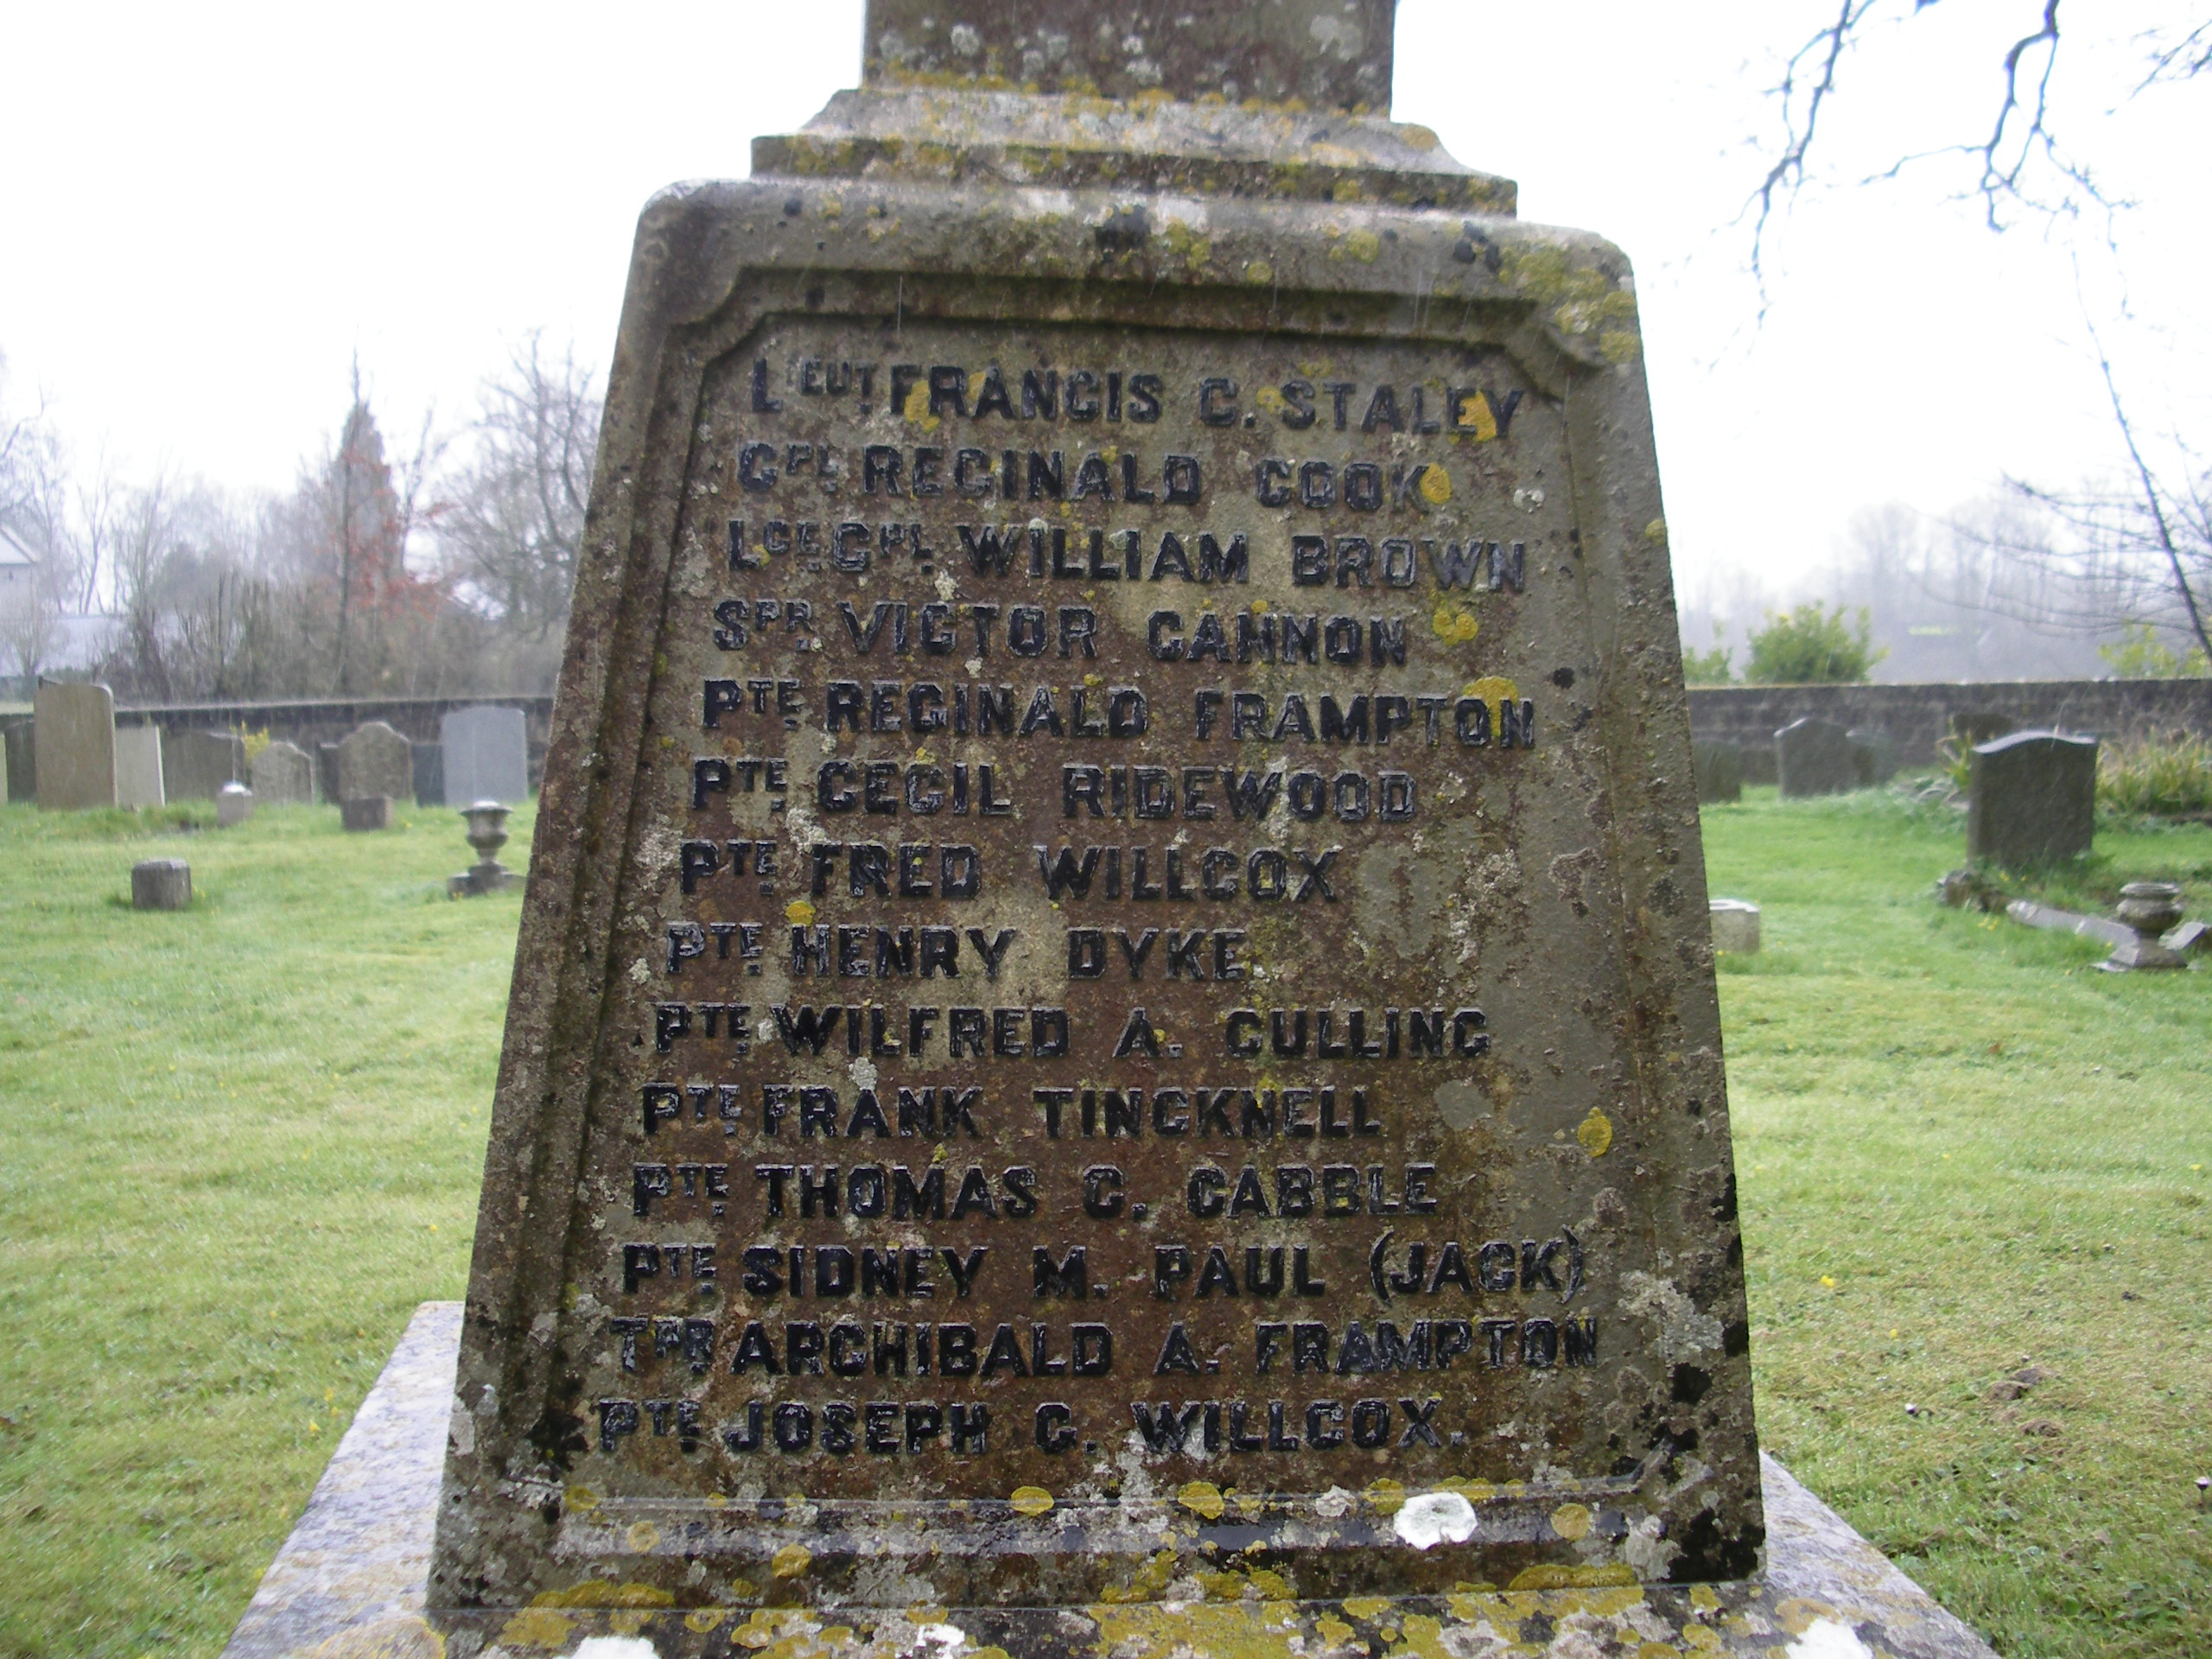 LIEUT. FRANCIS C. STALEY
CPL. REGINALD COOK
LCE. CPL. WILLIAM BROWN
SPR. VICTOR CANNON
PTE. REGINALD FRAMPTON
PTE. CECIL RIDEWOOD
PTE. FRED WILLCOX
PTE. HENRY DYKE
PTE. WILFRED A. CULLING
PTE. FRANK TINCKNELL
PTE. THOMAS C. GABBLE
PTE. SIDNEY M. PAUL (JACK)
TPR. ARCHIBALD A. FRAMPTON
PTE. JOSEPH G. WILLCOX.